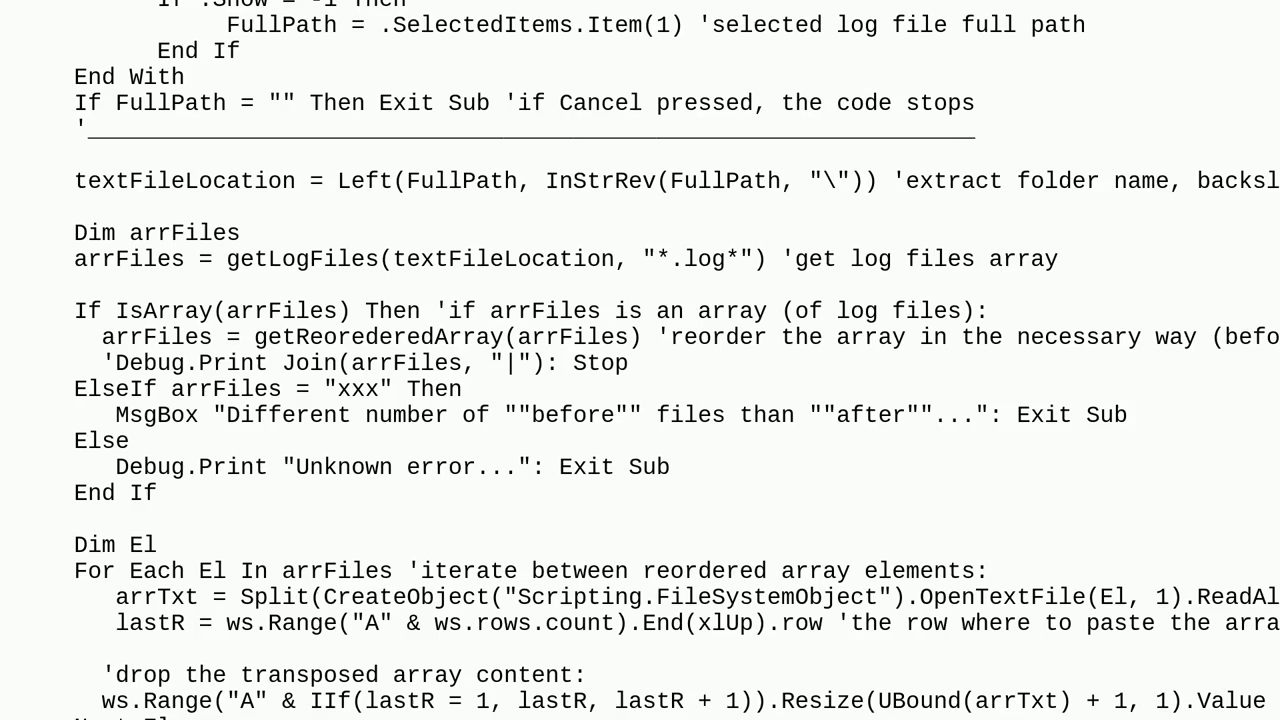 If .Show = -1 Then
FullPath = .SelectedItems.Item(1) 'selected log file full path
End If
End With
If FullPath = "" Then Exit Sub 'if Cancel pressed, the code stops
'________________________________________________________________
textFileLocation = Left(FullPath, InStrRev(FullPath, "\")) 'extract folder name, backsl
Dim arrFiles
arrFiles = getLogFiles(textFileLocation, "*.log*") 'get log files array
If IsArray(arrFiles) Then 'if arrFiles is an array (of log files):
arrFiles = getReorederedArray(arrFiles) 'reorder the array in the necessary way (befo
'Debug.Print Join(arrFiles, "|"): Stop
ElseIf arrFiles = "xxx" Then
MsgBox "Different number of ""before"" files than ""after""...": Exit Sub
Else
Debug.Print "Unknown error...": Exit Sub
End If
Dim El
For Each El In arrFiles 'iterate between reordered array elements:
arrTxt = Split(CreateObject("Scripting.FileSystemObject").OpenTextFile(El, 1).ReadAl
lastR = ws.Range("A" & ws.rows.count).End(xlUp).row 'the row where to paste the arra
'drop the transposed array content:
ws.Range("A" & IIf(lastR = 1, lastR, lastR + 1)).Resize(UBound(arrTxt) + 1, 1).Value
Next El